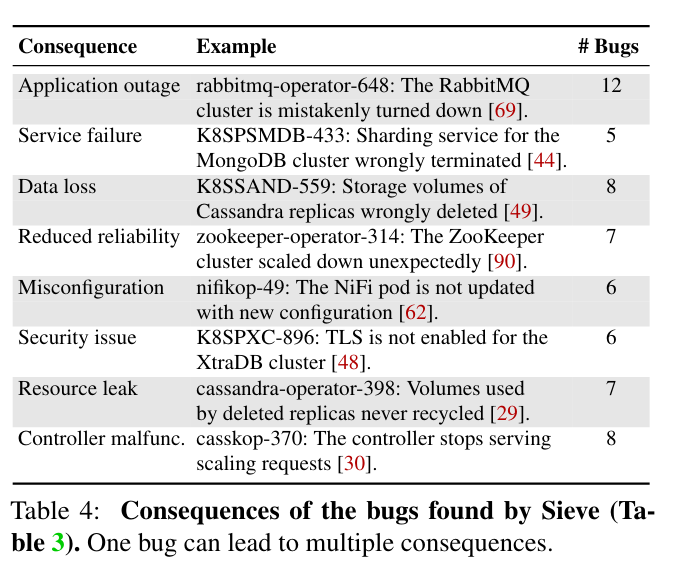 Consequence Example # Bugs
Application outage rabbitmq-operator-648: The RabbitMQ 12
cluster is mistakenly turned down [69].
Service failure K8SPSMDB-433: Sharding service for the 5
MongoDB cluster wrongly terminated [44].
Data loss K8SSAND-559: Storage volumes of 8
Cassandra replicas wrongly deleted [49].
Reduced reliability zookeeper-operator-314: The ZooKeeper 7
cluster scaled down unexpectedly [90].
Misconfiguration nifikop-49: The NiFi pod is not updated 6
with new configuration [62].
Security issue K8SPXC-896: TLS is not enabled for the 6
XtraDB cluster [48].
Resource leak cassandra-operator-398: Volumes used 7
by deleted replicas never recycled [29].
Controller malfunc. casskop-370: The controller stops serving 8
scaling requests [30].
Table 4: Consequences of the bugs found by Sieve (Ta-
ble 3). One bug can lead to multiple consequences.